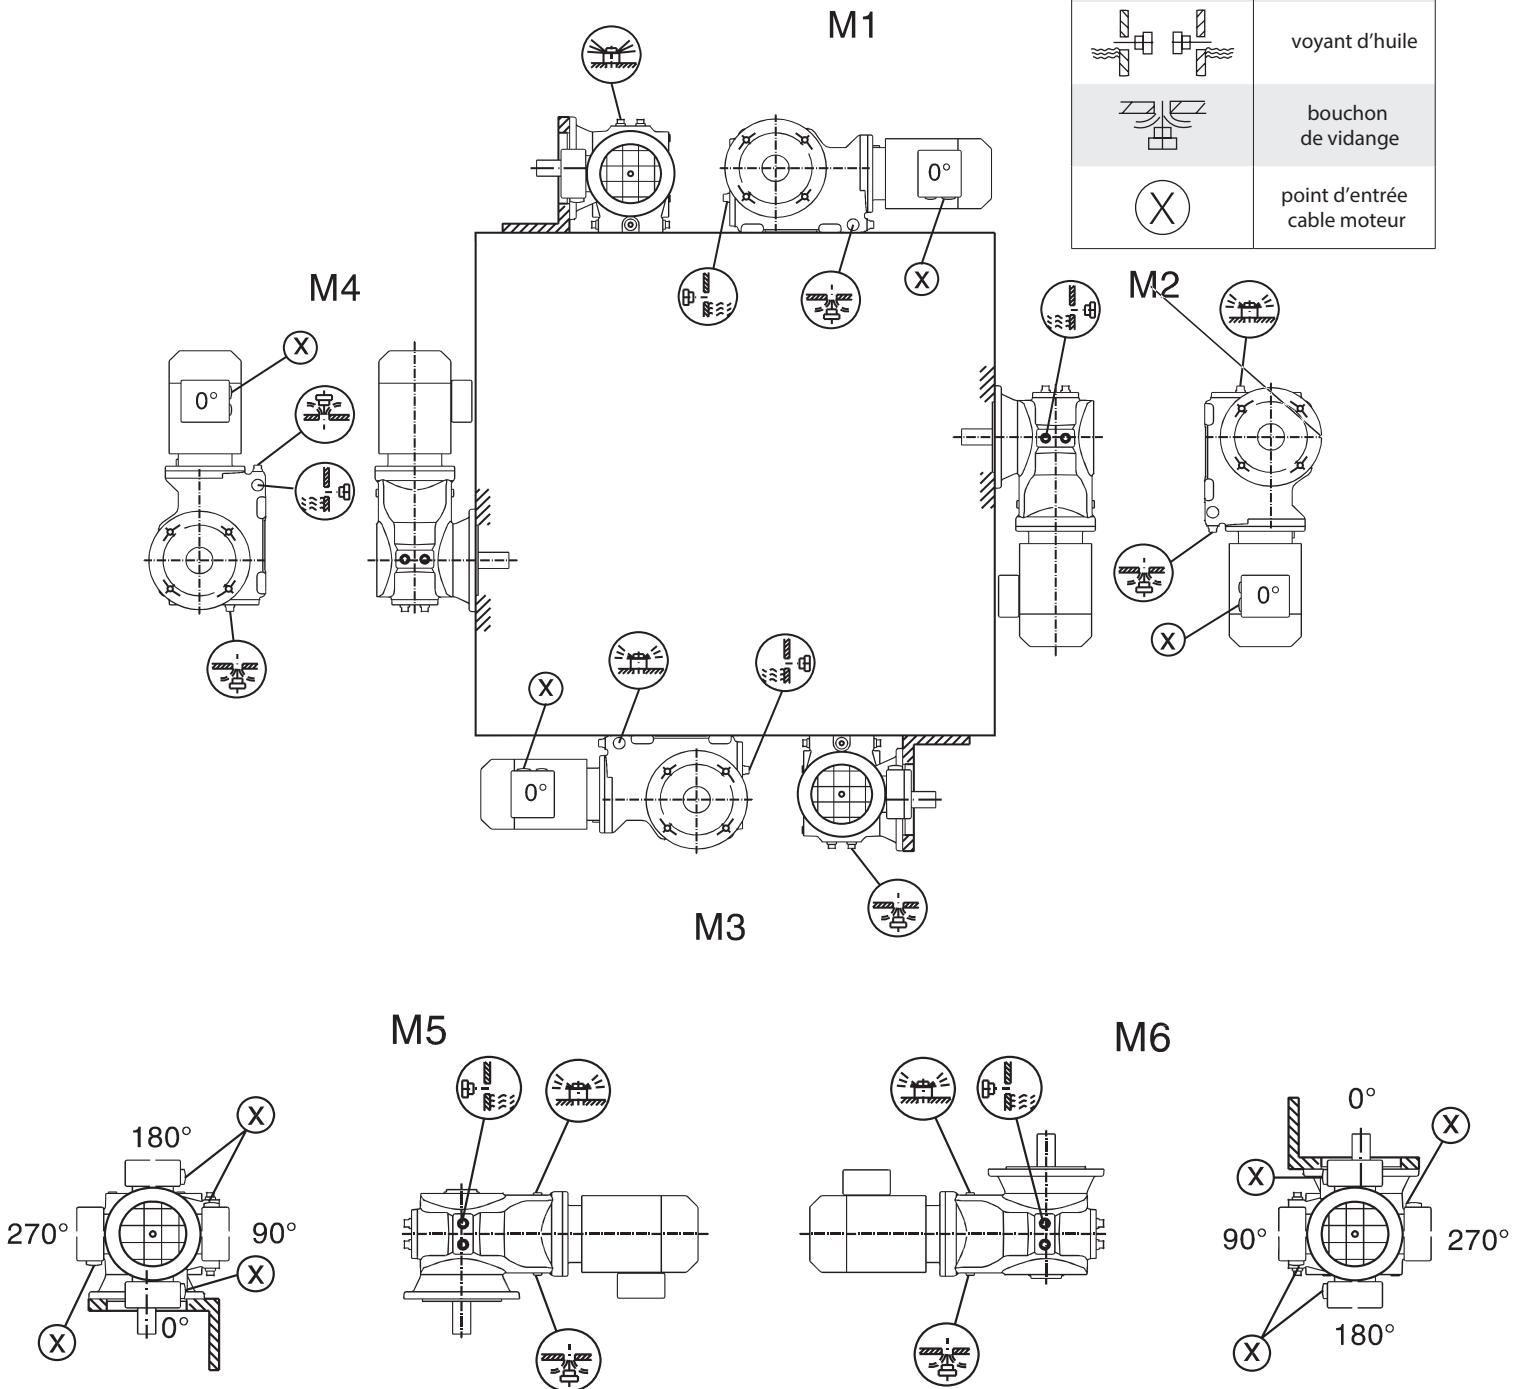 M1
voyant d'huile
bouchon
de vidange
X
point d'entrée
cable moteur
0°
X
M4
M2
X
0°
0°
X
X
0°
M3
M5
M6
X
180°
270°
90°
X
X
0°
0°
X
X
90°
270°
X
180°